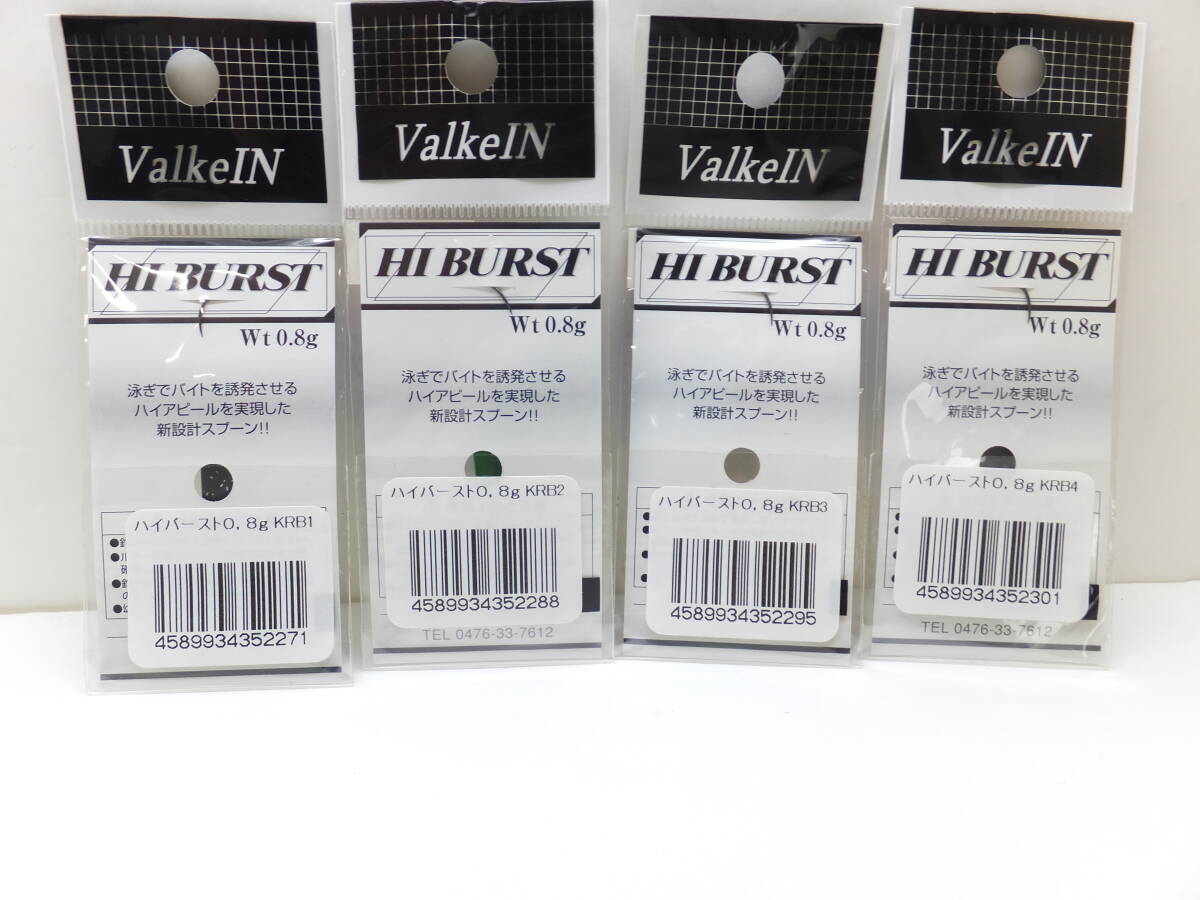 ValkeIN
HI BURST
Wt 0.8g
泳ぎでバイトを誘発させる
ハイアピールを実現した
新設計スプーン!!
ハイバースト0, 8g KRB1
4589934352271
ValkeIN
HI BURST
Wt 0.8g
泳ぎでバイトを誘発させる
ハイアピールを実現した
新設計スプーン!!
ハイバースト0, 8g KRB2
4589934352288
TEL 0476-33-7612
ValkeIN
HI BURST
Wt 0.8g
泳ぎでバイトを誘発させる
ハイアピールを実現した
新設計スプーン!!
ハイバースト0, 8g KRB3
4589934352295
ValkeIN
HI BURST
Wt 0.8g
泳ぎでバイトを誘発させる
ハイアピールを実現した
新設計スプーン!!
ハイバースト0, 8g KRB4
4589934352301
TEL 0476-33-7612